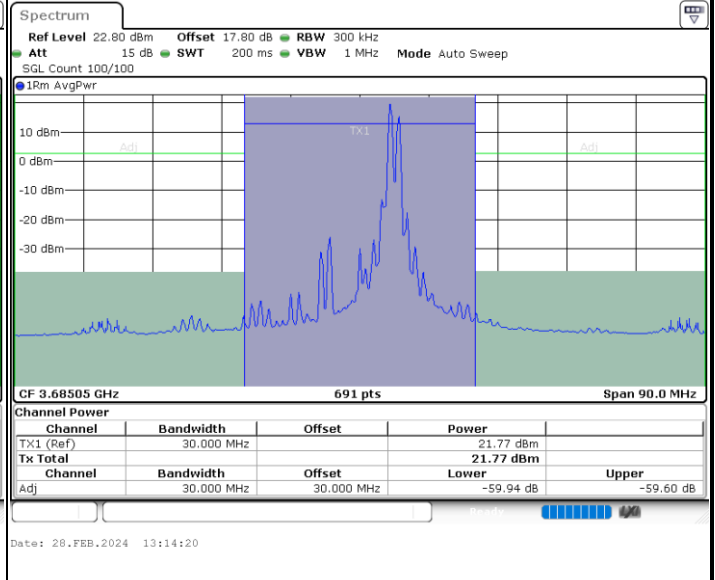 Spectrum
Ref Level 22.80 dBm Offset 17.80 dB RBW 300 kHz
Att 15 dB SWT 200 ms VBW 1 MHz Mode Auto Sweep
SGL Count 100/100
1Rm AvgPwr
10 dBm
TX1
Adj Adj
0 dBm
-10 dBm
-20 dBm
-30 dBm
CF 3.68505 GHz 691 pts Span 90.0 MHz
Channel Power
Channel Bandwidth Offset Power
TX1 (Ref) 30.000 MHz 21.77 dBm
Tx Total 21.77 dBm
Channel Bandwidth Offset Lower Upper
Adj 30.000 MHz 30.000 MHz -59.94 dB -59.60 dB
Date: 28.FEB.2024 13:14:20